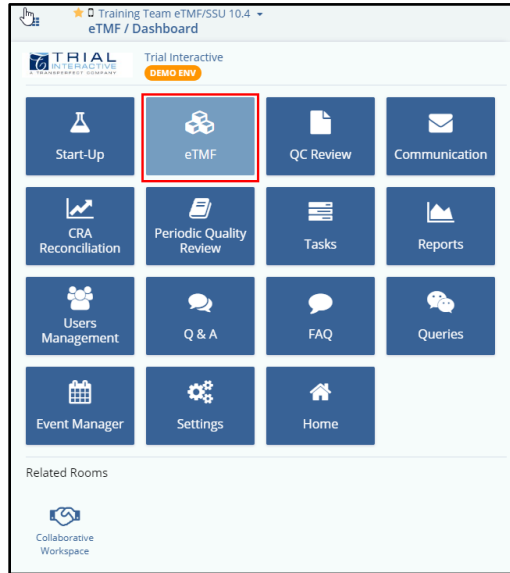 Training Team eTMF/SSU 10.4
eTMF / Dashboard
TRIAL
INTERACTIVE
A TRANSPERFECT COMPANY
Trial Interactive
DEMO ENV
Start-Up
eTMF
QC Review
Communication
CRA
Reconciliation
Periodic Quality
Review
Tasks
Reports
Users
Management
Q & A
FAQ
Queries
Event Manager
Settings
Home
Related Rooms
Collaborative
Workspace